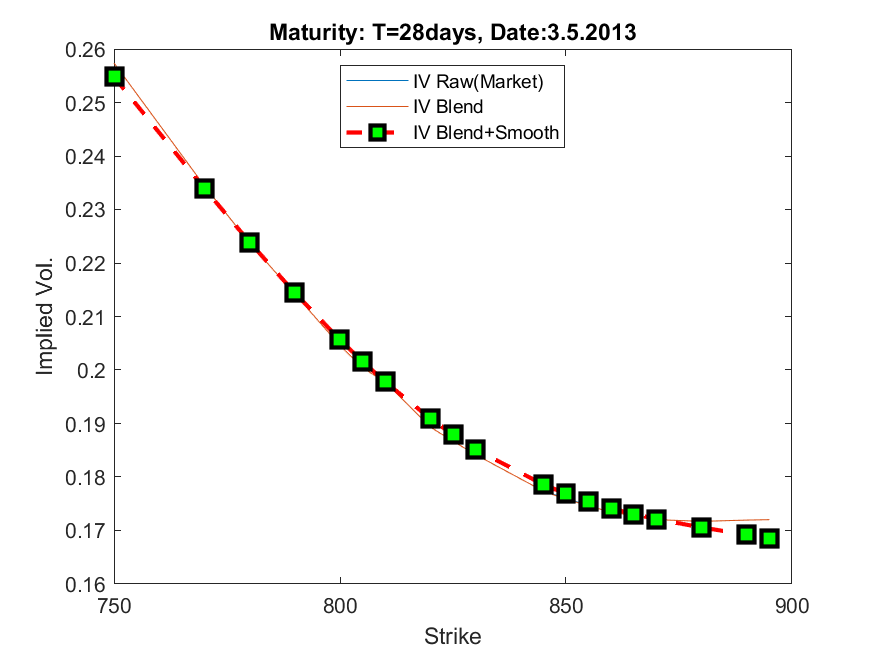 Maturity: T=28days, Date:3.5.2013
IV Raw(Market)
IV Blend
IV Blend+Smooth
0.26
0.25
0.24
0.23
0.22
0.21
0.2
0.19
0.18
0.17
0.16
Implied Vol.
750
800
850
900
Strike